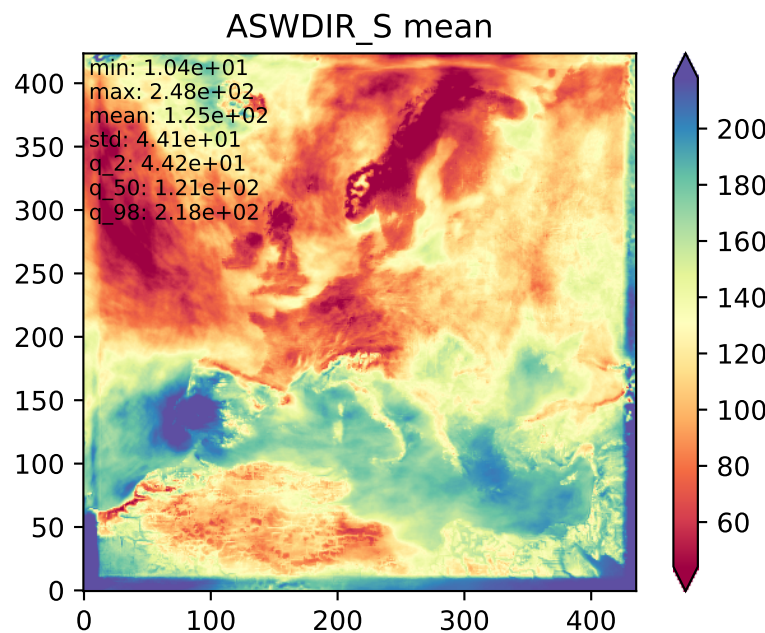 ASWDIR_S mean
min: 1.04e+01
max: 2.48e+02
mean: 1.25e+02
std: 4.41e+01
q_2: 4.42e+01
q_50: 1.21e+02
q_98: 2.18e+02
400
350
300
250
200
150
100
50
0
0 100 200 300 400
200
180
160
140
120
100
80
60